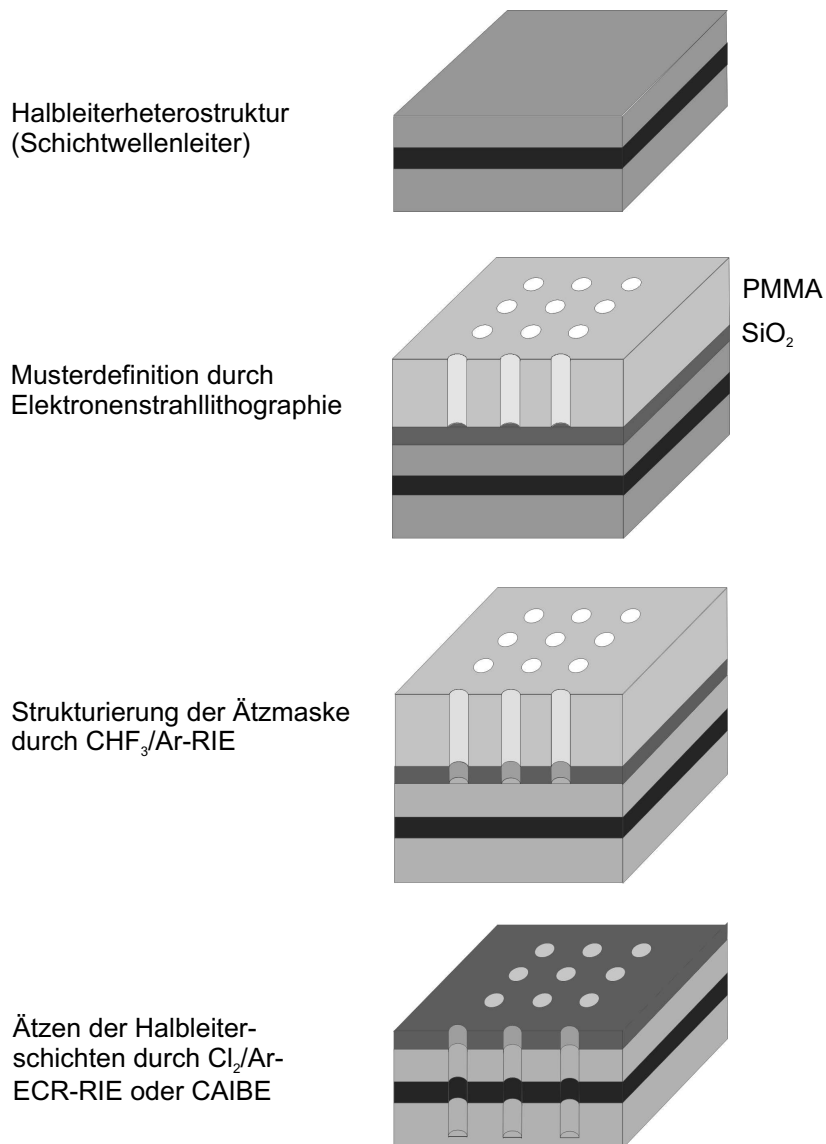 Halbleiterheterostruktur
(Schichtwellenleiter)
PMMA
SiO₂
Musterdefinition durch
Elektronenstrahllithographie
Strukturierung der Ätzmaske
durch CHF₃/Ar-RIE
Ätzen der Halbleiter-
schichten durch Cl₂/Ar-
ECR-RIE oder CAIBE